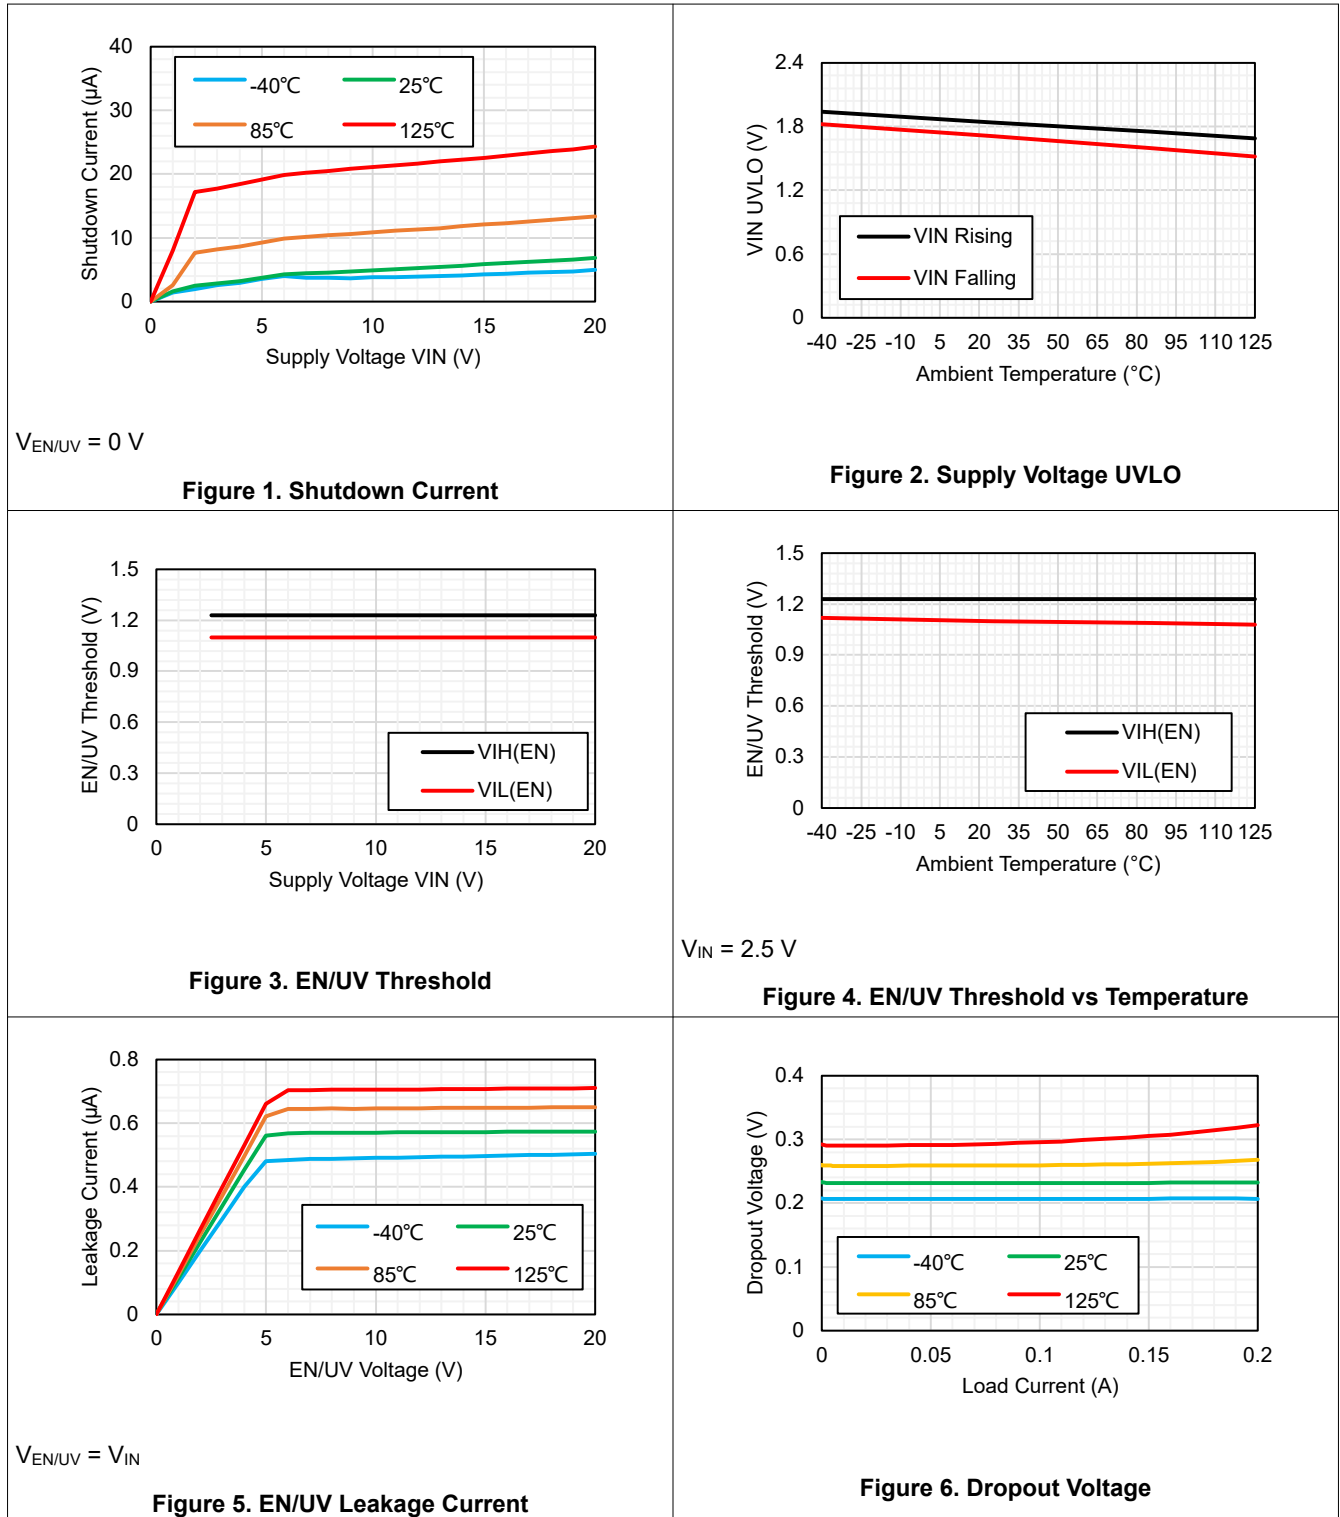 Shutdown Current (µA)
40
30
20
10
0
-40℃ 25℃
85℃ 125℃
0 5 10 15 20
Supply Voltage VIN (V)
VEN/UV = 0 V
Figure 1. Shutdown Current
VIN UVLO (V)
2.4
1.8
1.2
0.6
0
VIN Rising
VIN Falling
-40 -25 -10 5 20 35 50 65 80 95 110 125
Ambient Temperature (°C)
Figure 2. Supply Voltage UVLO
EN/UV Threshold (V)
1.5
1.2
0.9
0.6
0.3
0
VIH(EN)
VIL(EN)
0 5 10 15 20
Supply Voltage VIN (V)
Figure 3. EN/UV Threshold
EN/UV Threshold (V)
1.5
1.2
0.9
0.6
0.3
0
VIH(EN)
VIL(EN)
-40 -25 -10 5 20 35 50 65 80 95 110 125
Ambient Temperature (°C)
VIN = 2.5 V
Figure 4. EN/UV Threshold vs Temperature
Leakage Current (µA)
0.8
0.6
0.4
0.2
0
-40℃ 25℃
85℃ 125℃
0 5 10 15 20
EN/UV Voltage (V)
VEN/UV = VIN
Figure 5. EN/UV Leakage Current
Dropout Voltage (V)
0.4
0.3
0.2
0.1
0
-40℃ 25℃
85℃ 125℃
0 0.05 0.1 0.15 0.2
Load Current (A)
Figure 6. Dropout Voltage